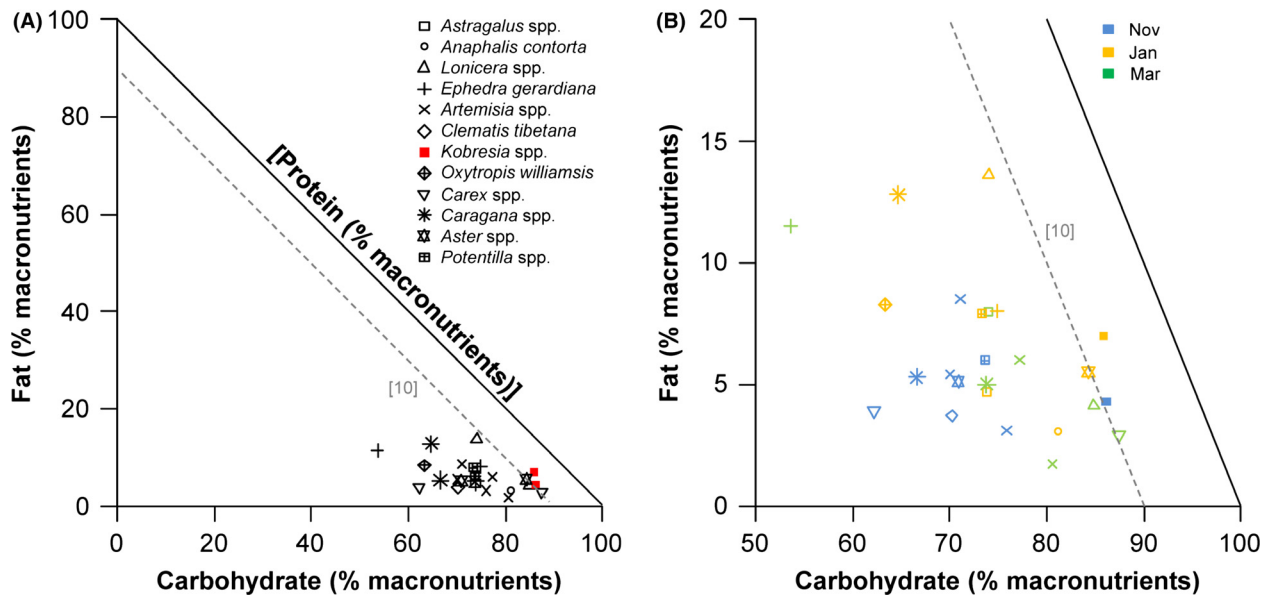 (A)
100
80
60
40
20
0
Fat (% macronutrients)
0 20 40 60 80 100
Carbohydrate (% macronutrients)
[Protein (% macronutrients)]
[10]
Astragalus spp.
Anaphalis contorta
Lonicera spp.
Ephedra gerardiana
Artemisia spp.
Clematis tibetana
Kobresia spp.
Oxytropis williamsis
Carex spp.
Caragana spp.
Aster spp.
Potentilla spp.
(B)
20
15
10
5
0
Fat (% macronutrients)
50 60 70 80 90 100
Carbohydrate (% macronutrients)
[10]
Nov
Jan
Mar